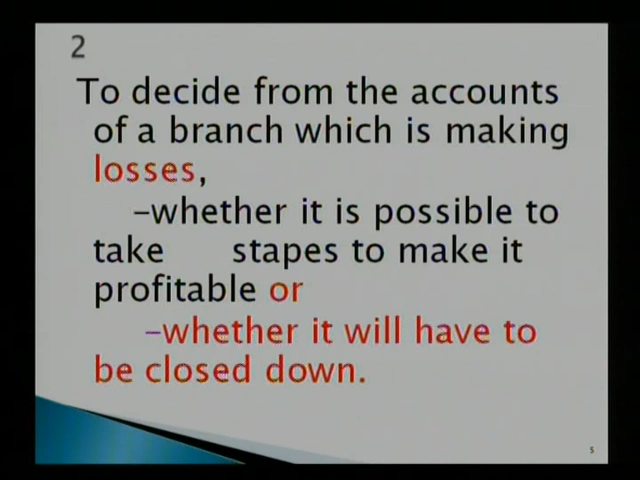 2
To decide from the accounts
of a branch which is making
losses,
–whether it is possible to
take stapes to make it
profitable or
–whether it will have to
be closed down.
5